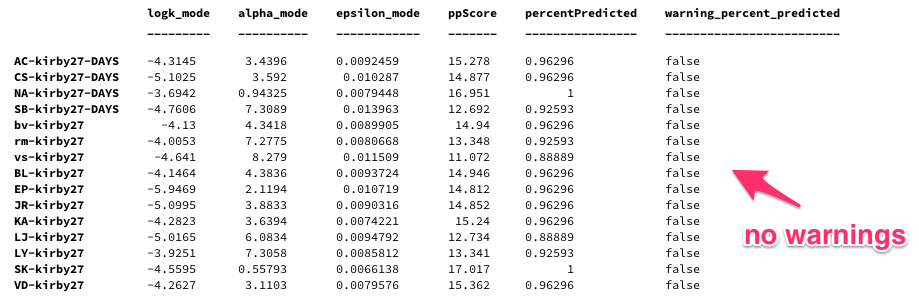 logk_mode alpha_mode epsilon_mode ppScore percentPredicted warning_percent_predicted
_________ __________ ____________ _______ ________________ _________________________
AC-kirby27-DAYS -4.3145 3.4396 0.0092459 15.278 0.96296 false
CS-kirby27-DAYS -5.1025 3.592 0.010287 14.877 0.96296 false
NA-kirby27-DAYS -3.6942 0.94325 0.0079448 16.951 1 false
SB-kirby27-DAYS -4.7606 7.3089 0.013963 12.692 0.92593 false
bv-kirby27 -4.13 4.3418 0.0089905 14.94 0.96296 false
rm-kirby27 -4.0053 7.2775 0.0080668 13.348 0.92593 false
vs-kirby27 -4.641 8.279 0.011509 11.072 0.88889 false
BL-kirby27 -4.1464 4.3836 0.0093724 14.946 0.96296 false
EP-kirby27 -5.9469 2.1194 0.010719 14.812 0.96296 false
JR-kirby27 -5.0995 3.8833 0.0090316 14.852 0.96296 false
KA-kirby27 -4.2823 3.6394 0.0074221 15.24 0.96296 false
LJ-kirby27 -5.0165 6.0834 0.0094792 12.734 0.88889 false
no warnings
LY-kirby27 -3.9251 7.3058 0.0085812 13.341 0.92593 false
SK-kirby27 -4.5595 0.55793 0.0066138 17.017 1 false
VD-kirby27 -4.2627 3.1103 0.0079576 15.362 0.96296 false